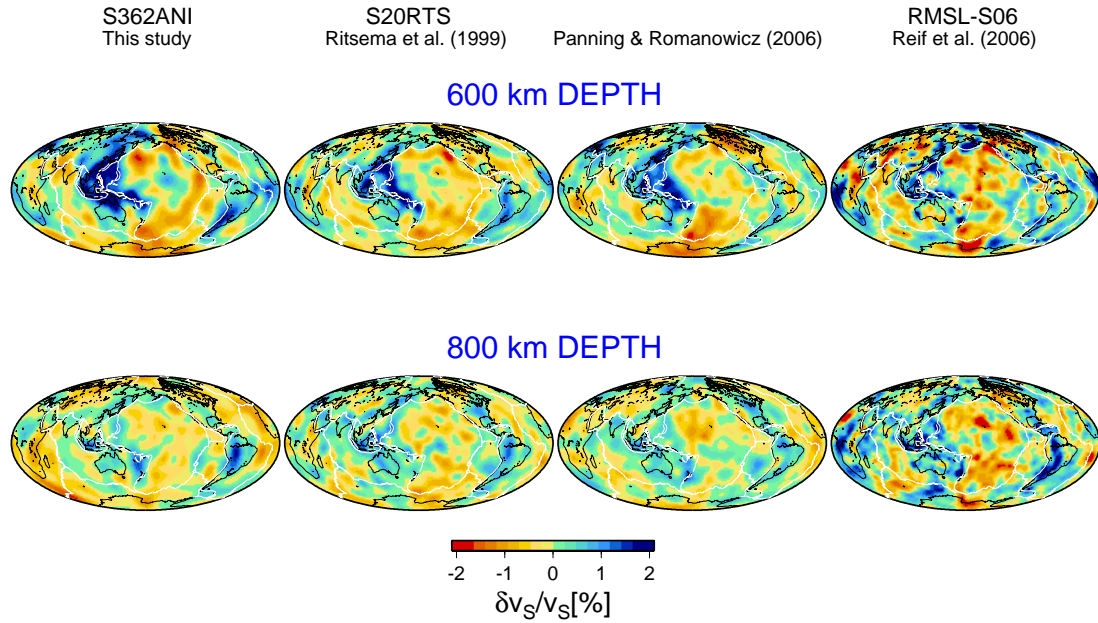 S362ANI
This study
S20RTS
Ritsema et al. (1999)
Panning & Romanowicz (2006)
RMSL-S06
Reif et al. (2006)
600 km DEPTH
800 km DEPTH
-2 -1 0 1 2
δv_S/v_S[%]